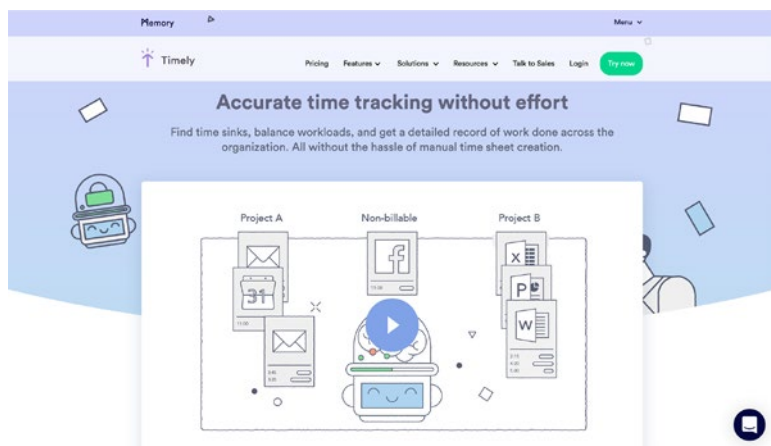 Memory
Menu
Timely
Pricing Features Solutions Resources Talk to Sales Login Try now
Accurate time tracking without effort
Find time sinks, balance workloads, and get a detailed record of work done across the
organization. All without the hassle of manual time sheet creation.
Project A Non-billable Project B
31
X
P
W